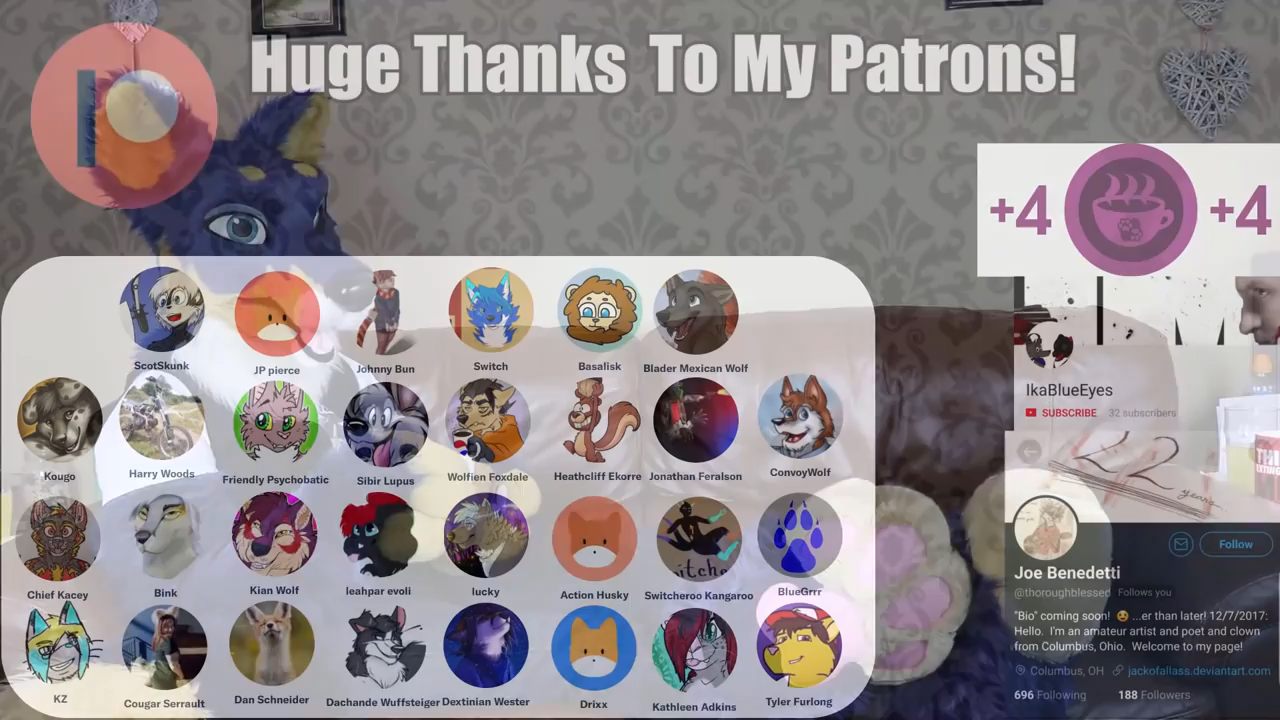 Huge Thanks To My Patrons!
+4 +4
ScotSkunk
JP pierce
Johnny Bun
Switch
Basalisk
Blader Mexican Wolf
Kougo
Harry Woods
Friendly Psychobatic
Sibir Lupus
Wolfien Foxdale
Heathcliff Ekorre
Jonathan Feralson
ConvoyWolf
Chief Kacey
Bink
Kian Wolf
leahpar evoli
lucky
Action Husky
Switcheroo Kangaroo
BlueGrrr
KZ
Cougar Serrault
Dan Schneider
Dachande Wuffsteiger
Dextinian Wester
Drixx
Kathleen Adkins
Tyler Furlong
IkaBlueEyes
SUBSCRIBE 32 subscribers
22
years
Follow
Joe Benedetti
@thoroughblessed Follows you
"Bio" coming soon! 😢 ...er than later! 12/7/2017:
Hello. I'm an amateur artist and poet and clown
from Columbus, Ohio. Welcome to my page!
Columbus, OH jackofallass.deviantart.com
696 Following 188 Followers